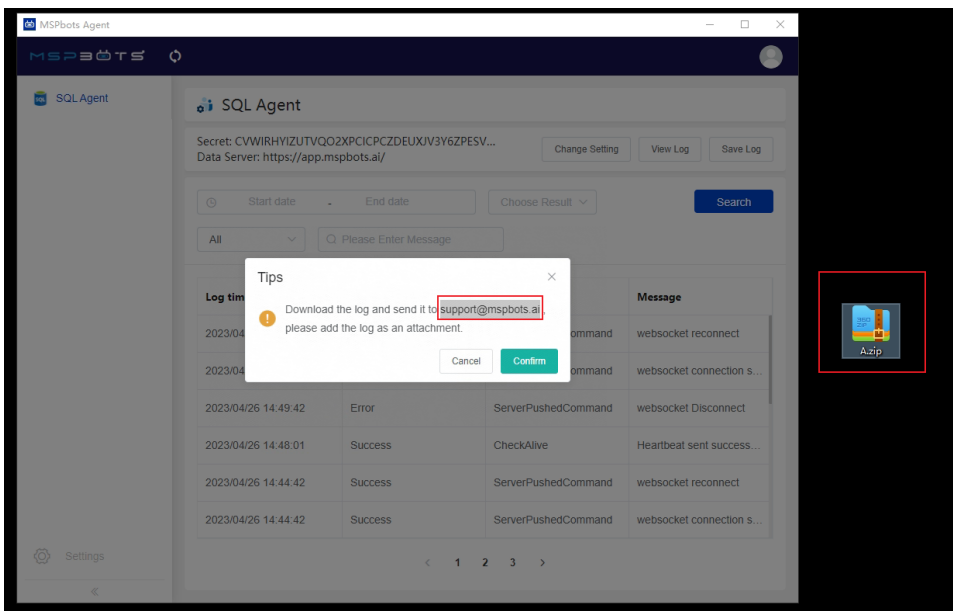 MSPbots Agent
MSPBOTS
SQL Agent
SQL Agent
Secret: CVWIRHYIZUTVQO2XPCICPCZDEUXJV3Y6ZPESV...
Data Server: https://app.mspbots.ai/
Change Setting
View Log
Save Log
Start date - End date
Choose Result
Search
All
Please Enter Message
Tips
Download the log and send it to support@mspbots.ai,
please add the log as an attachment.
Cancel
Confirm
Log tim
Message
2023/04 ommand websocket reconnect
2023/04 ommand websocket connection s...
2023/04/26 14:49:42 Error ServerPushedCommand websocket Disconnect
2023/04/26 14:48:01 Success CheckAlive Heartbeat sent success...
2023/04/26 14:44:42 Success ServerPushedCommand websocket reconnect
2023/04/26 14:44:42 Success ServerPushedCommand websocket connection s...
Settings
< 1 2 3 >
«
360
ZIP
A.zip